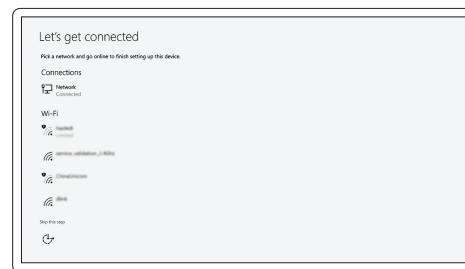 Let's get connected
Pick a network and go online to finish setting up this device.
Connections
Network
Connected
Wi-Fi
Limited
service_validation_2.4GHz
ChinaUnicom
dlink
Skip this step